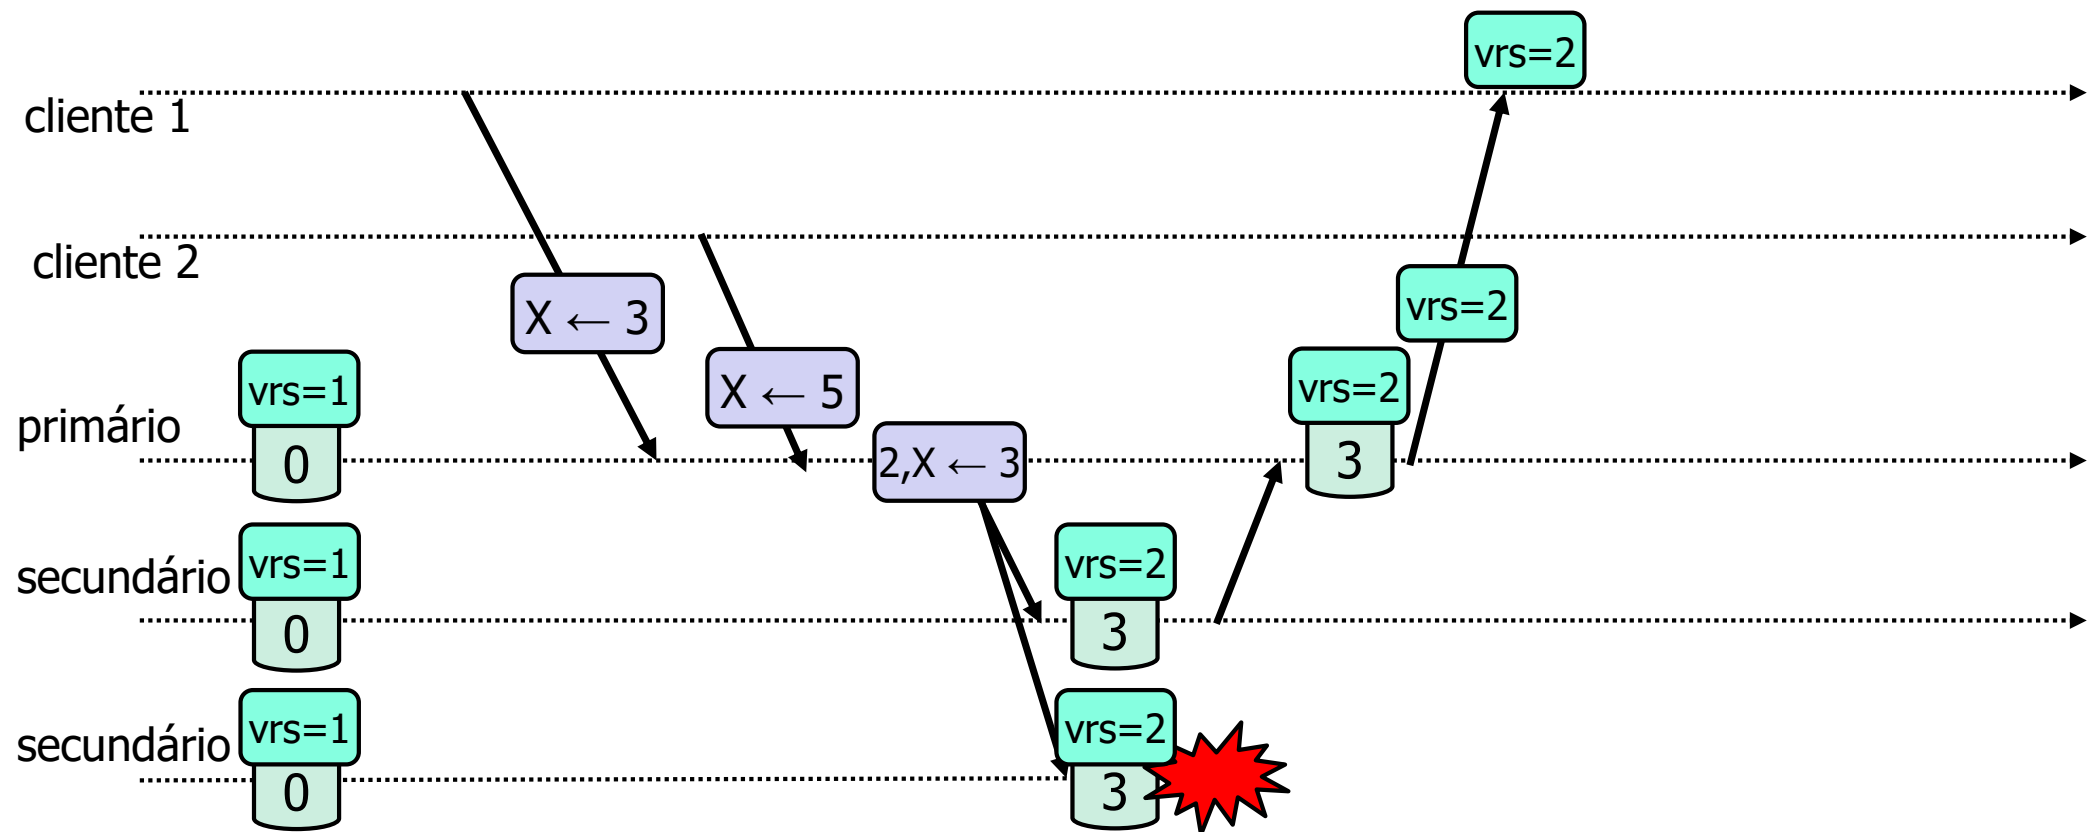 vrs=2
cliente 1
cliente 2
X ← 3
vrs=2
X ← 5
vrs=1
vrs=2
primário
0
2,X ← 3
3
secundário
vrs=1
vrs=2
0
3
secundário
vrs=1
vrs=2
0
3